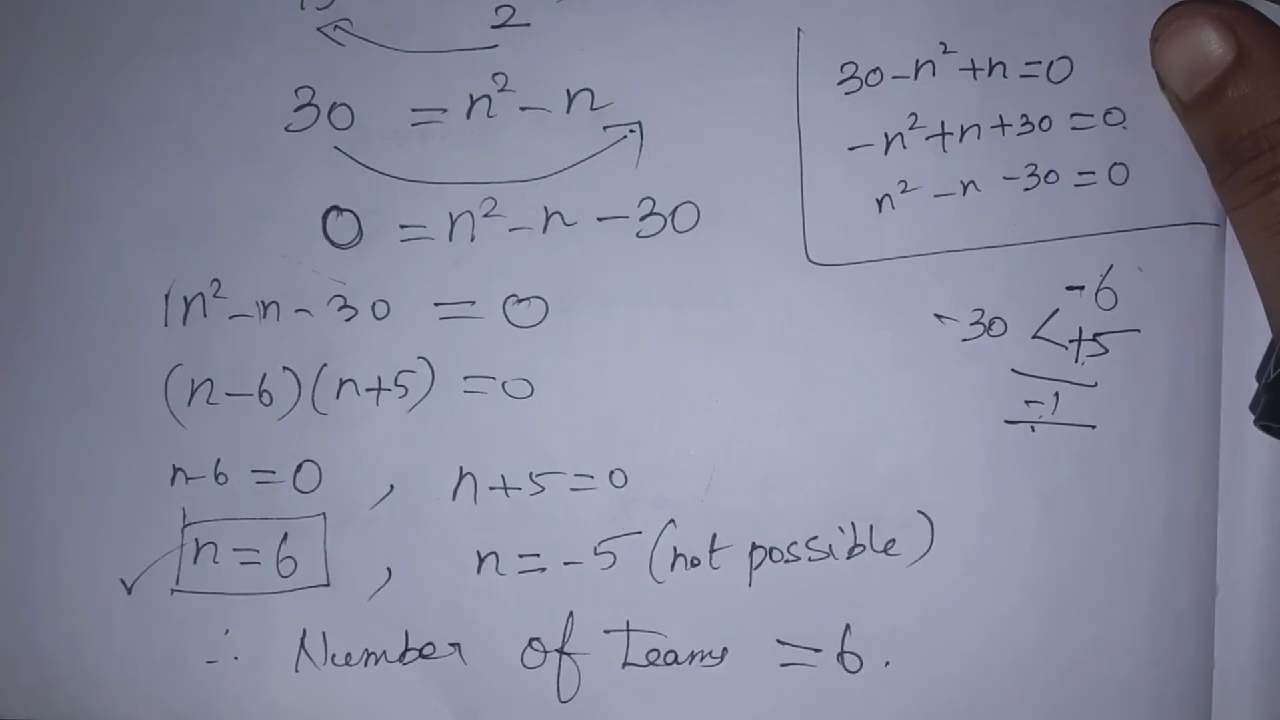 2
30 = n² - n
0 = n² - n - 30
1n² - n - 30 = 0
(n-6)(n+5) = 0
n-6 = 0 , n+5 = 0
n = 6 , n = -5 (not possible)
∴ Number of teams = 6.
30 - n² + n = 0
-n² + n + 30 = 0
n² - n - 30 = 0
-30 < -6
+5
-1